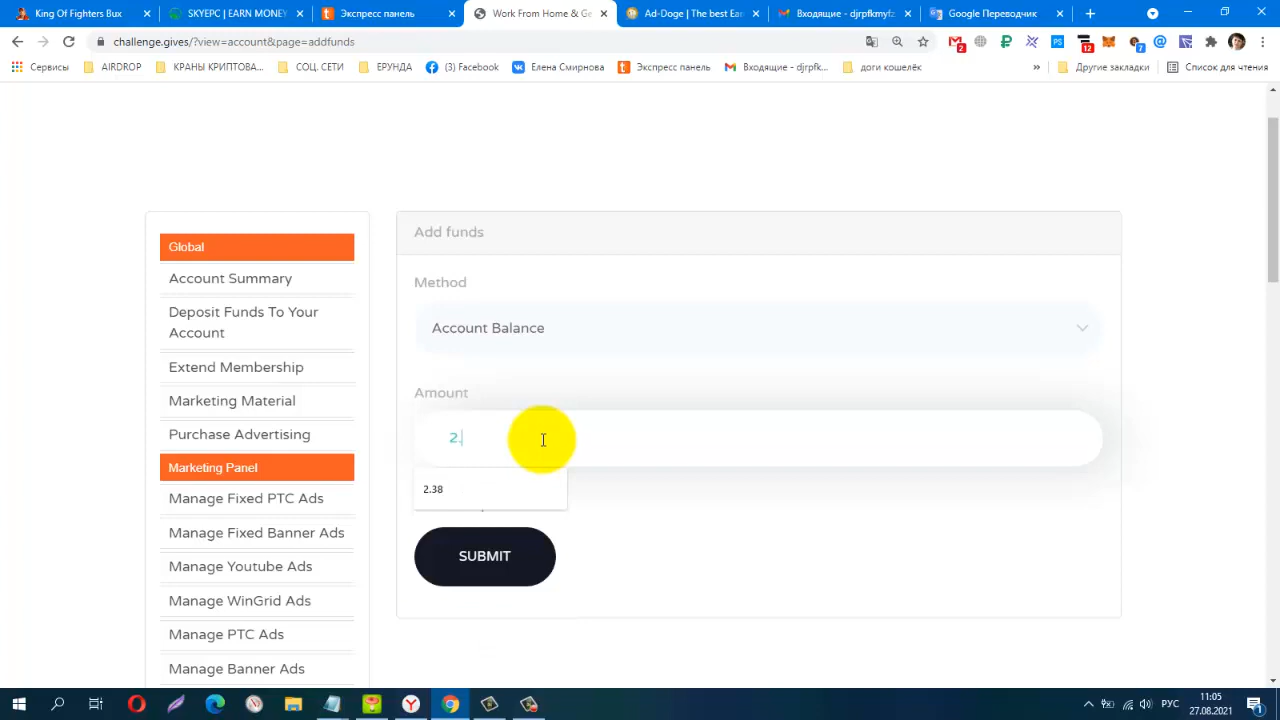 King Of Fighters Bux
SKYEPC | EARN MONEY
Экспресс панель
Work From Home & Ge
Ad-Doge | The best Ear
Входящие - djrpfkmyfz
Google Переводчик
challenge.gives/?view=account&page=addfunds
2
12
7
Сервисы
AIRDROP
КРАНЫ КРИПТОВА...
СОЦ. СЕТИ
ЕРУНДА
(3) Facebook
Елена Смирнова
Экспресс панель
Входящие - djrpfk...
доги кошелёк
»
Другие закладки
Список для чтения
Global
Account Summary
Deposit Funds To Your
Account
Extend Membership
Marketing Material
Purchase Advertising
Marketing Panel
Manage Fixed PTC Ads
Manage Fixed Banner Ads
Manage Youtube Ads
Manage WinGrid Ads
Manage PTC Ads
Manage Banner Ads
Add funds
Method
Account Balance
Amount
2.
2.38
SUBMIT
РУС
11:05
27.08.2021
1